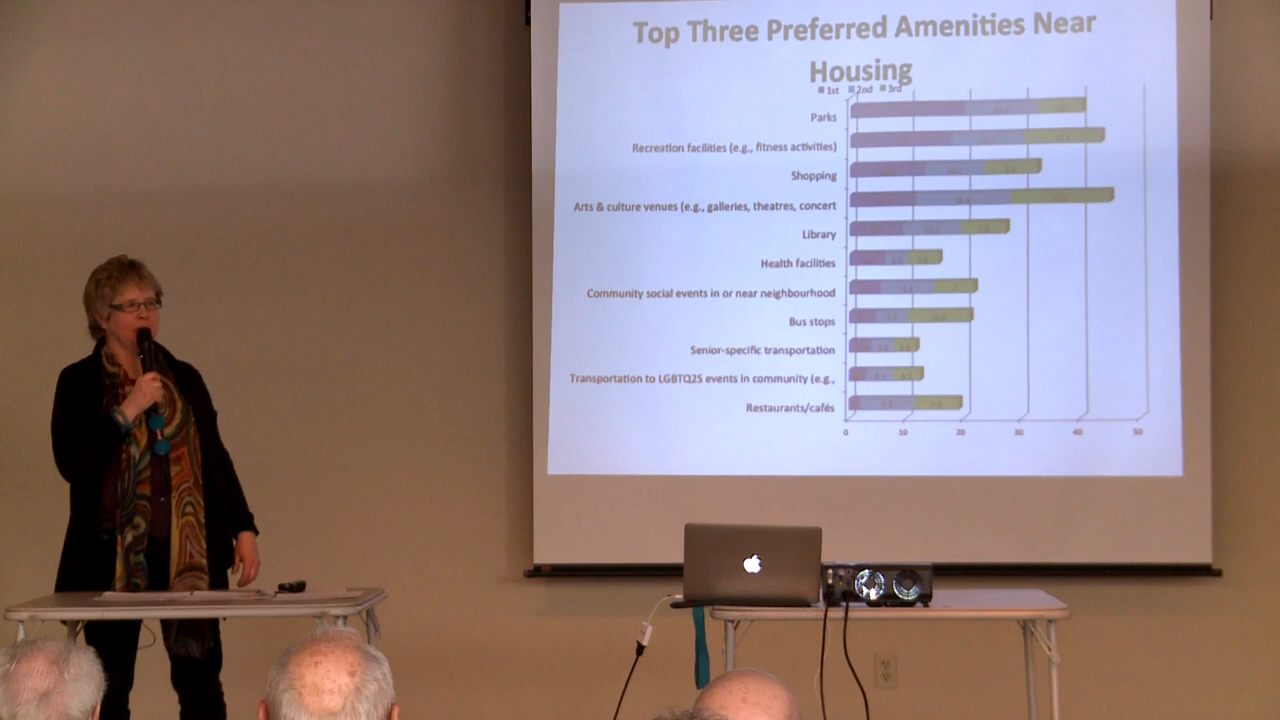 Top Three Preferred Amenities Near
Housing
1st 2nd 3rd
Parks
Recreation facilities (e.g., fitness activities)
Shopping
Arts & culture venues (e.g., galleries, theatres, concert
Library
Health facilities
Community social events in or near neighbourhood
Bus stops
Senior-specific transportation
Transportation to LGBTQ2S events in community (e.g.,
Restaurants/cafés
0 10 20 30 40 50